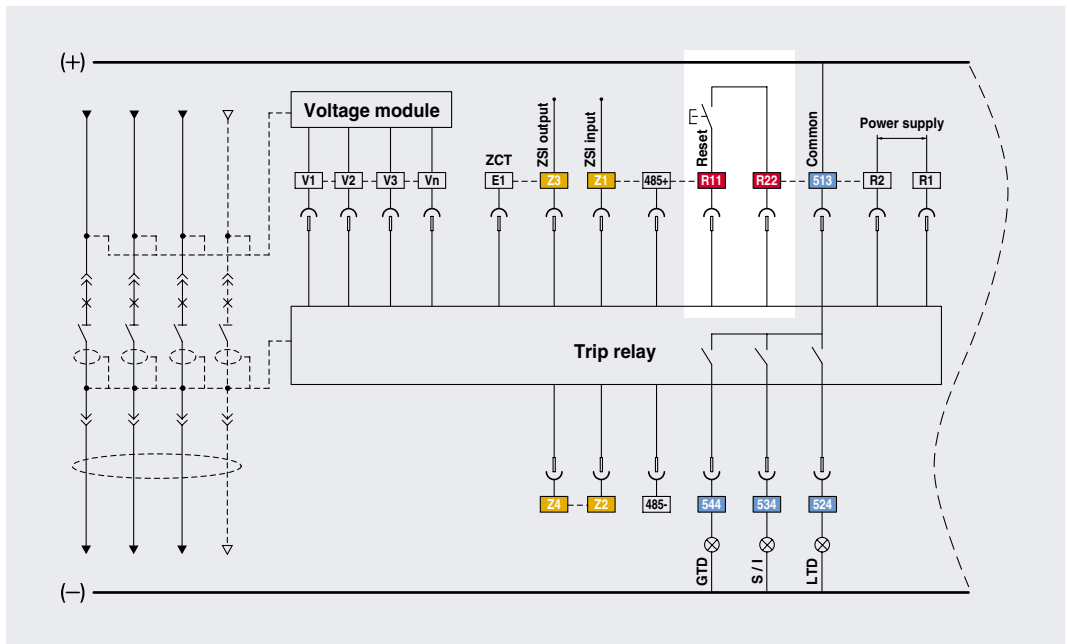 (+)
Voltage module
ZCT
ZSI output
ZSI input
Reset
Common
Power supply
V1 V2 V3 Vn E1 Z3 Z1 485+ R11 R22 513 R2 R1
Trip relay
Z4 Z2 485- 544 534 524
GTD
S / I
LTD
(—)